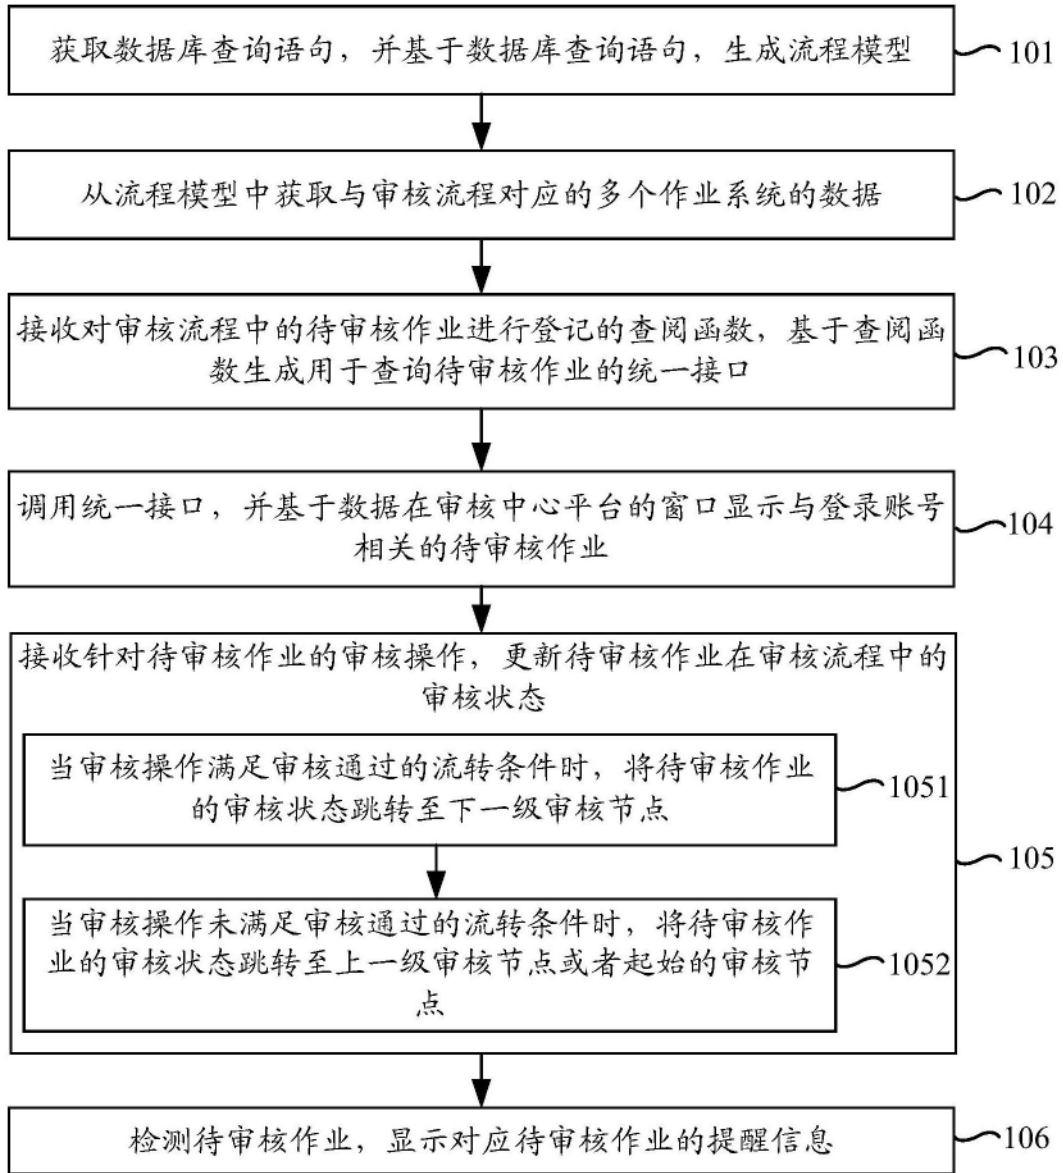 获取数据库查询语句，并基于数据库查询语句，生成流程模型
101
从流程模型中获取与审核流程对应的多个作业系统的数据
102
接收对审核流程中的待审核作业进行登记的查阅函数，基于查阅函
数生成用于查询待审核作业的统一接口
103
调用统一接口，并基于数据在审核中心平台的窗口显示与登录账号
相关的待审核作业
104
接收针对待审核作业的审核操作，更新待审核作业在审核流程中的
审核状态
当审核操作满足审核通过的流转条件时，将待审核作业
的审核状态跳转至下一级审核节点
1051
105
当审核操作未满足审核通过的流转条件时，将待审核作
业的审核状态跳转至上一级审核节点或者起始的审核节
点
1052
检测待审核作业，显示对应待审核作业的提醒信息
106